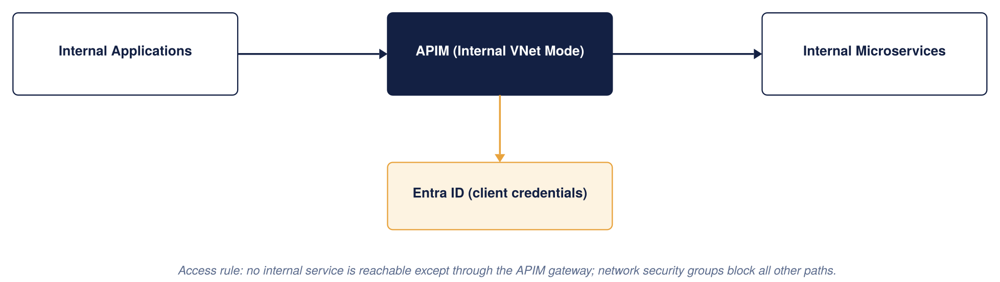 Internal Applications
APIM (Internal VNet Mode)
Internal Microservices
Entra ID (client credentials)
Access rule: no internal service is reachable except through the APIM gateway; network security groups block all other paths.